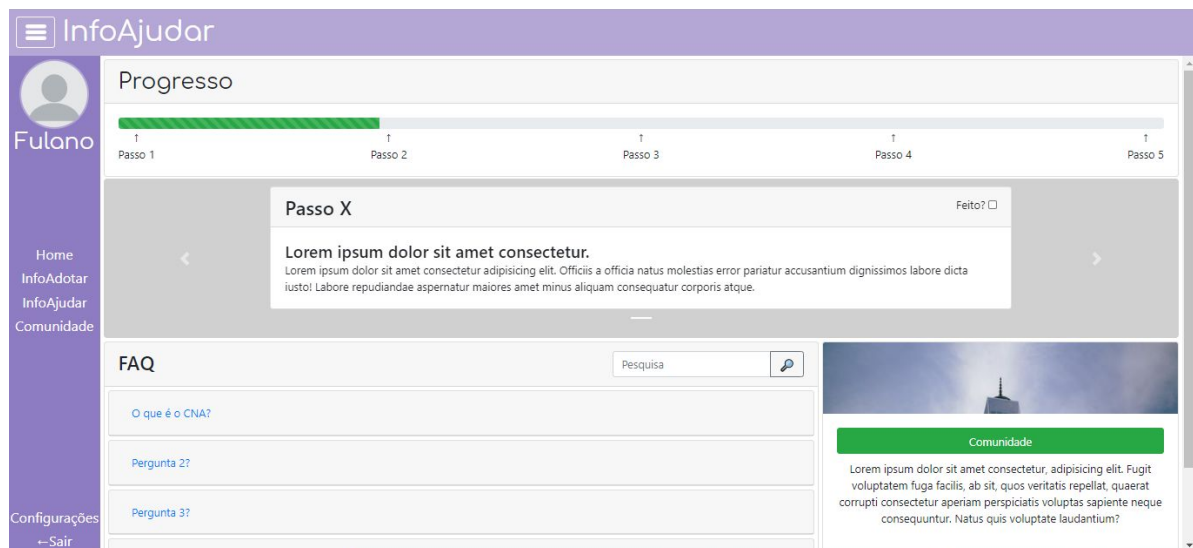 InfoAjudar
Fulano
Home
InfoAdotar
InfoAjudar
Comunidade
Configurações
←Sair
Progresso
↑ ↑ ↑ ↑ ↑
Passo 1 Passo 2 Passo 3 Passo 4 Passo 5
Passo X Feito?
Lorem ipsum dolor sit amet consectetur.
Lorem ipsum dolor sit amet consectetur adipisicing elit. Officiis a officia natus molestias error pariatur accusantium dignissimos labore dicta
iusto! Labore repudiandae aspernatur maiores amet minus aliquam consequatur corporis atque.
FAQ Pesquisa
O que é o CNA?
Pergunta 2?
Pergunta 3?
Comunidade
Lorem ipsum dolor sit amet consectetur, adipisicing elit. Fugit
voluptatem fuga facilis, ab sit, quos veritatis repellat, quaerat
corrupti consectetur aperiam perspiciatis voluptas sapiente neque
consequuntur. Natus quis voluptate laudantium?